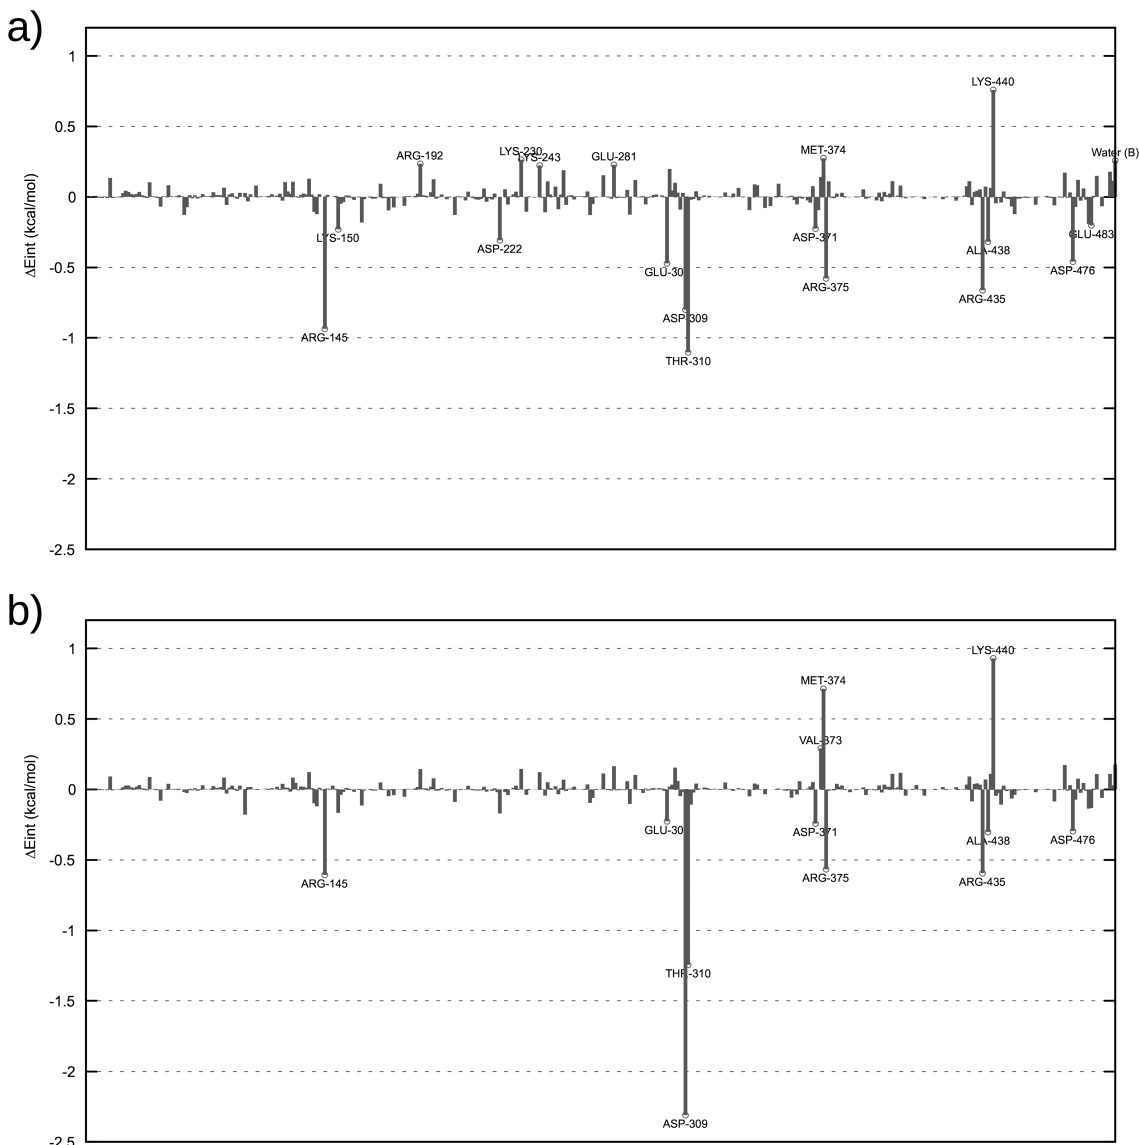 a)
1
LYS-440
0.5
ARG-192
LYS-230
LYS-243
GLU-281
MET-374
Water (B)
0
LYS-150
ASP-222
ASP-371
ALA-438
GLU-483
-0.5
GLU-30
ARG-375
ASP-476
ARG-435
ASP-309
-1
ARG-145
THR-310
-1.5
-2
-2.5
ΔEint (kcal/mol)
b)
1
LYS-440
MET-374
0.5
VAL-373
0
GLU-30
ASP-371
ALA-438
ASP-476
-0.5
ARG-145
ARG-375
ARG-435
-1
THR-310
-1.5
-2
ASP-309
-2.5
ΔEint (kcal/mol)